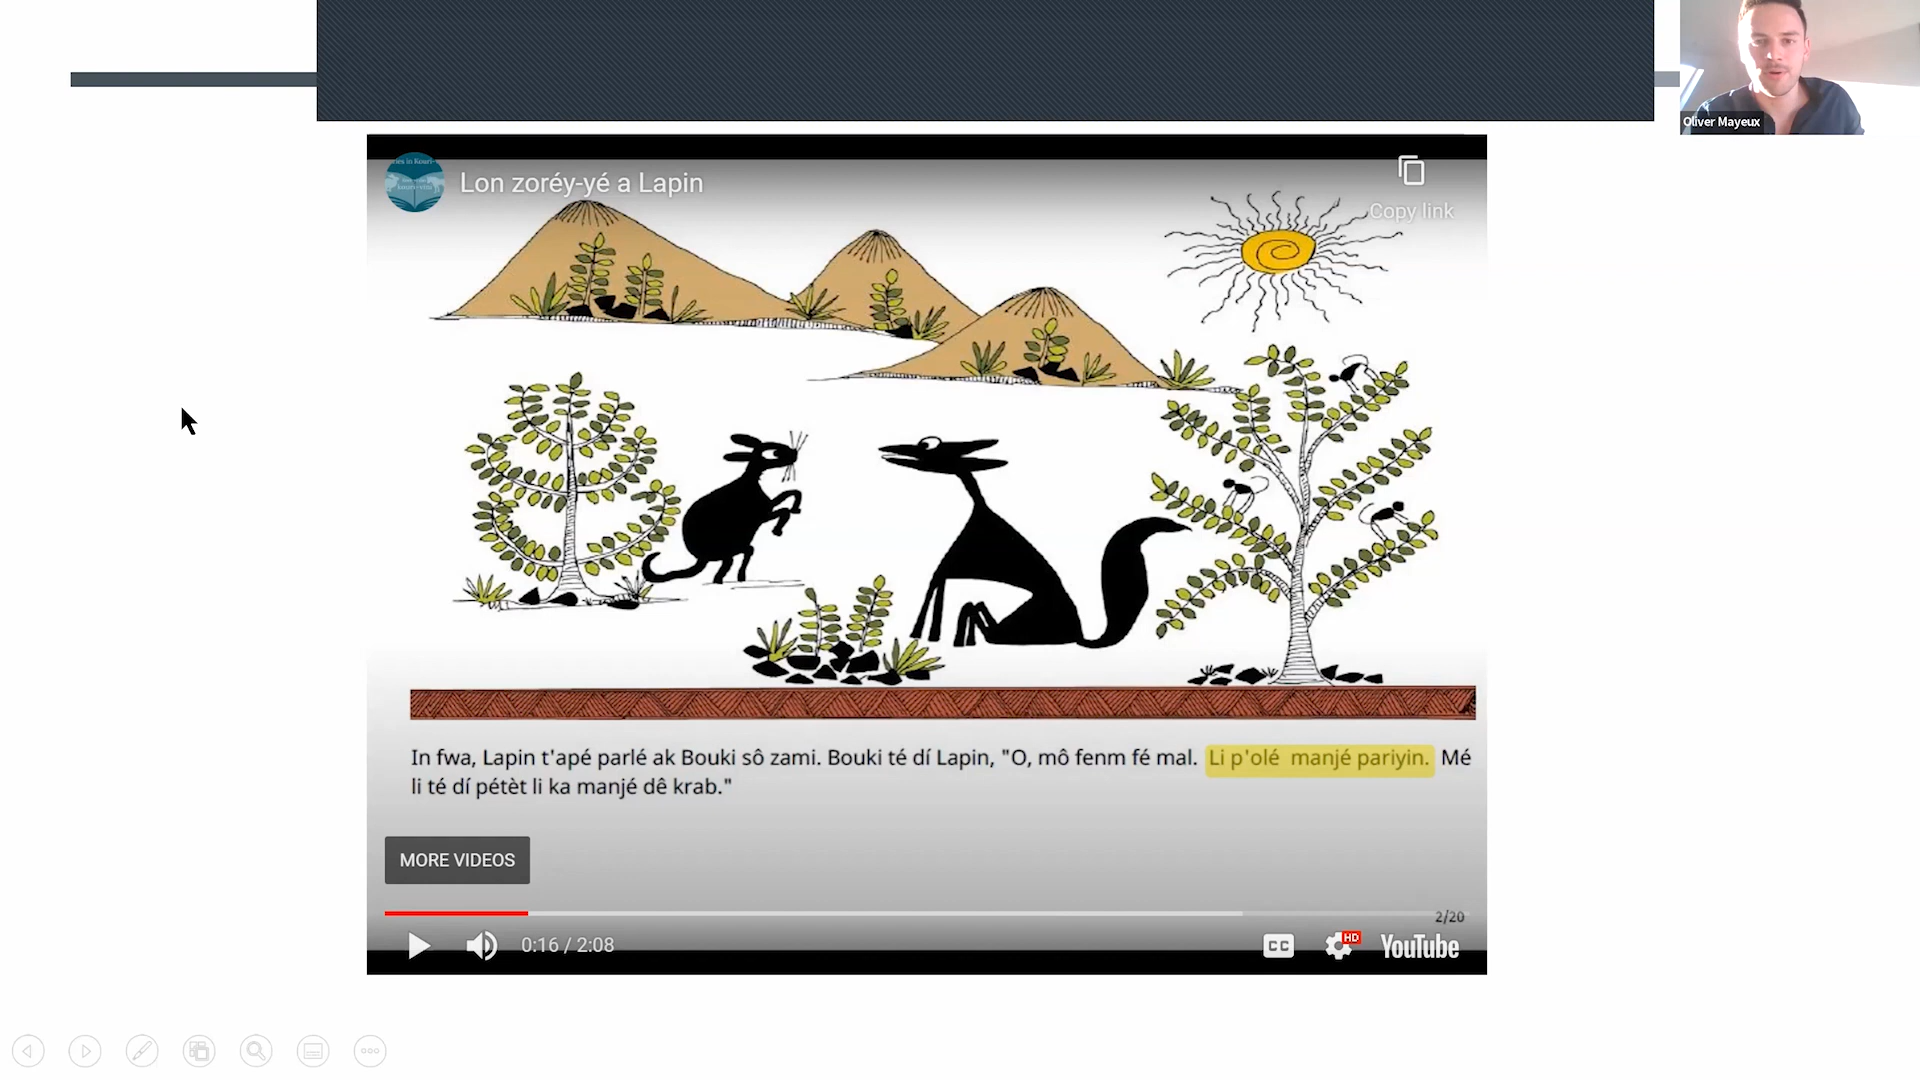 Oliver Mayeux
Lon zoréy-yé a Lapin
Copy link
In fwa, Lapin t'apé parlé ak Bouki sô zami. Bouki té dí Lapin, "O, mô fenm fé mal. Li p'olé manjé pariyin. Mé
li té dí pétèt li ka manjé dê krab."
MORE VIDEOS
2/20
0:16 / 2:08
CC
HD
YouTube